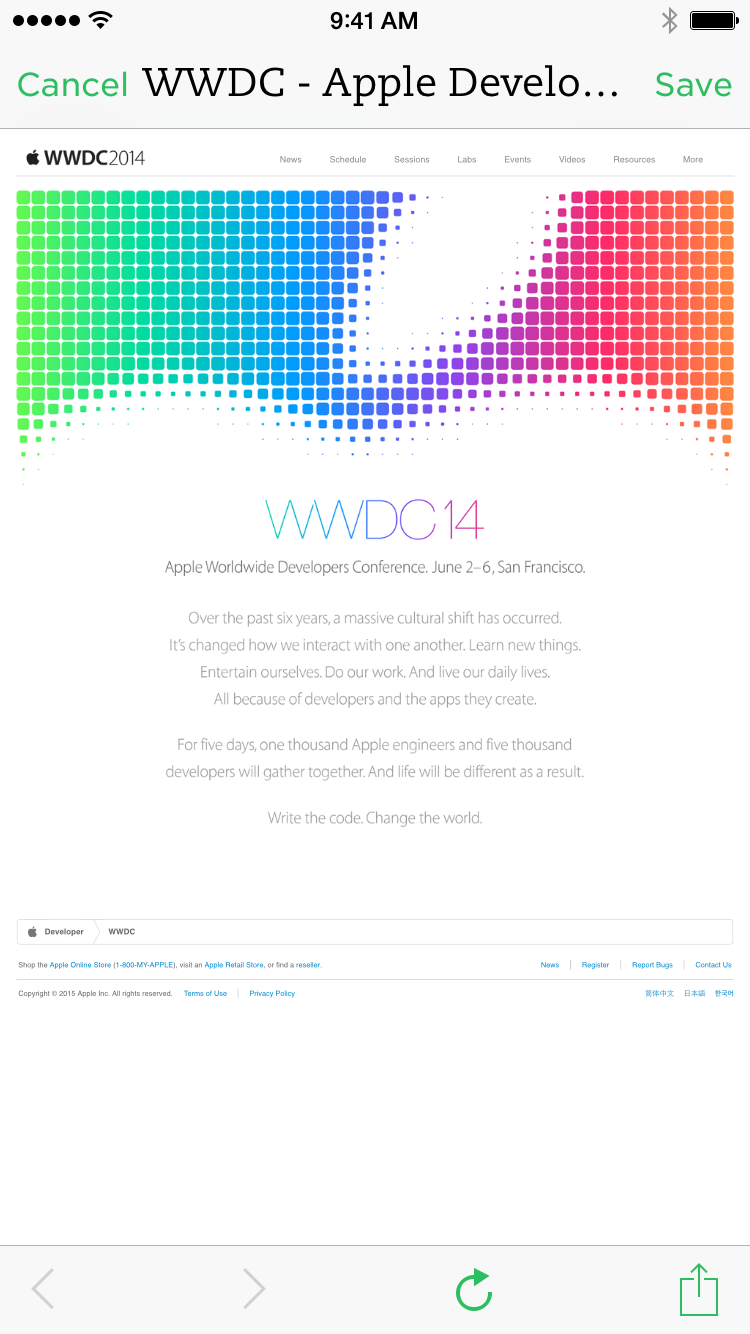 9:41 AM
Cancel WWDC - Apple Develo... Save
WWDC2014 News Schedule Sessions Labs Events Videos Resources More
WWDC14
Apple Worldwide Developers Conference. June 2–6, San Francisco.
Over the past six years, a massive cultural shift has occurred.
It's changed how we interact with one another. Learn new things.
Entertain ourselves. Do our work. And live our daily lives.
All because of developers and the apps they create.
For five days, one thousand Apple engineers and five thousand
developers will gather together. And life will be different as a result.
Write the code. Change the world.
Developer WWDC
Shop the Apple Online Store (1-800-MY-APPLE), visit an Apple Retail Store, or find a reseller. News Register Report Bugs Contact Us
Copyright © 2015 Apple Inc. All rights reserved. Terms of Use Privacy Policy 简体中文 日本語 한국어